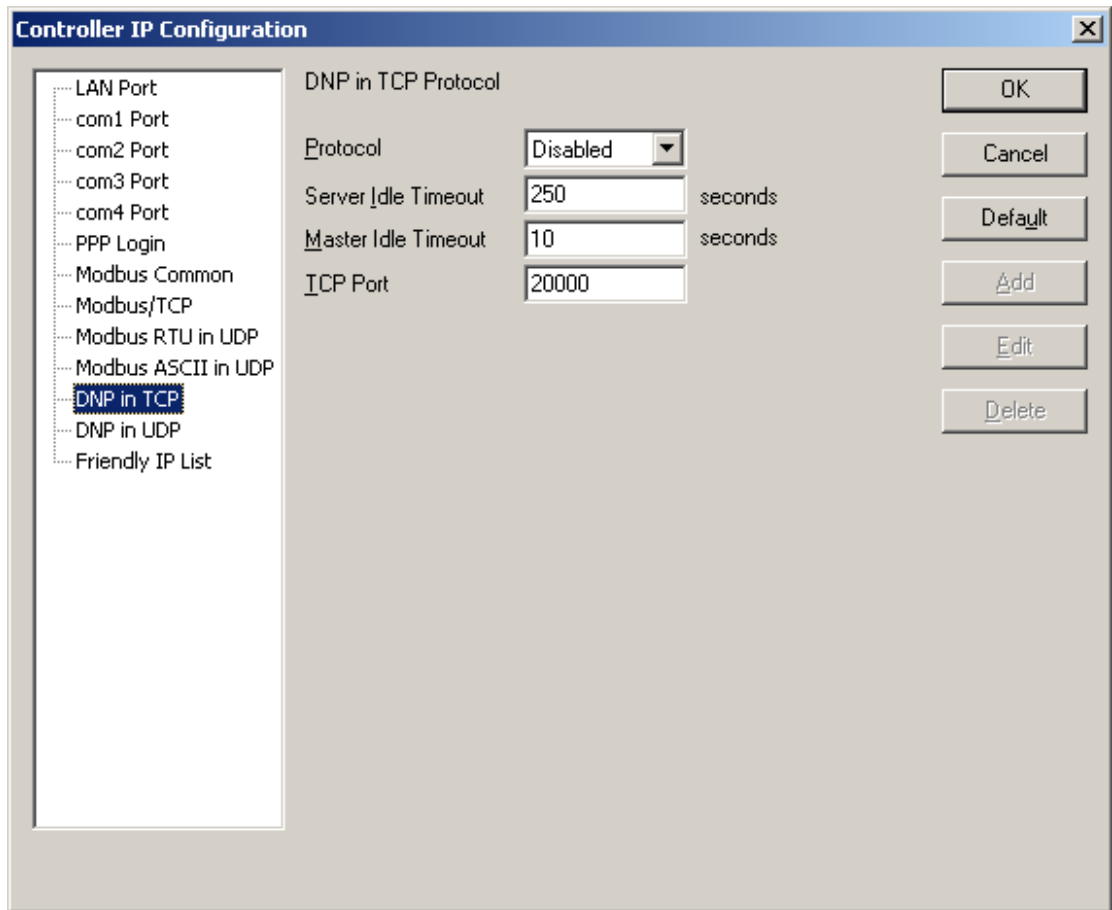 Controller IP Configuration
LAN Port
com1 Port
com2 Port
com3 Port
com4 Port
PPP Login
Modbus Common
Modbus/TCP
Modbus RTU in UDP
Modbus ASCII in UDP
DNP in TCP
DNP in UDP
Friendly IP List
DNP in TCP Protocol
Protocol Disabled
Server Idle Timeout 250 seconds
Master Idle Timeout 10 seconds
TCP Port 20000
OK
Cancel
Default
Add
Edit
Delete